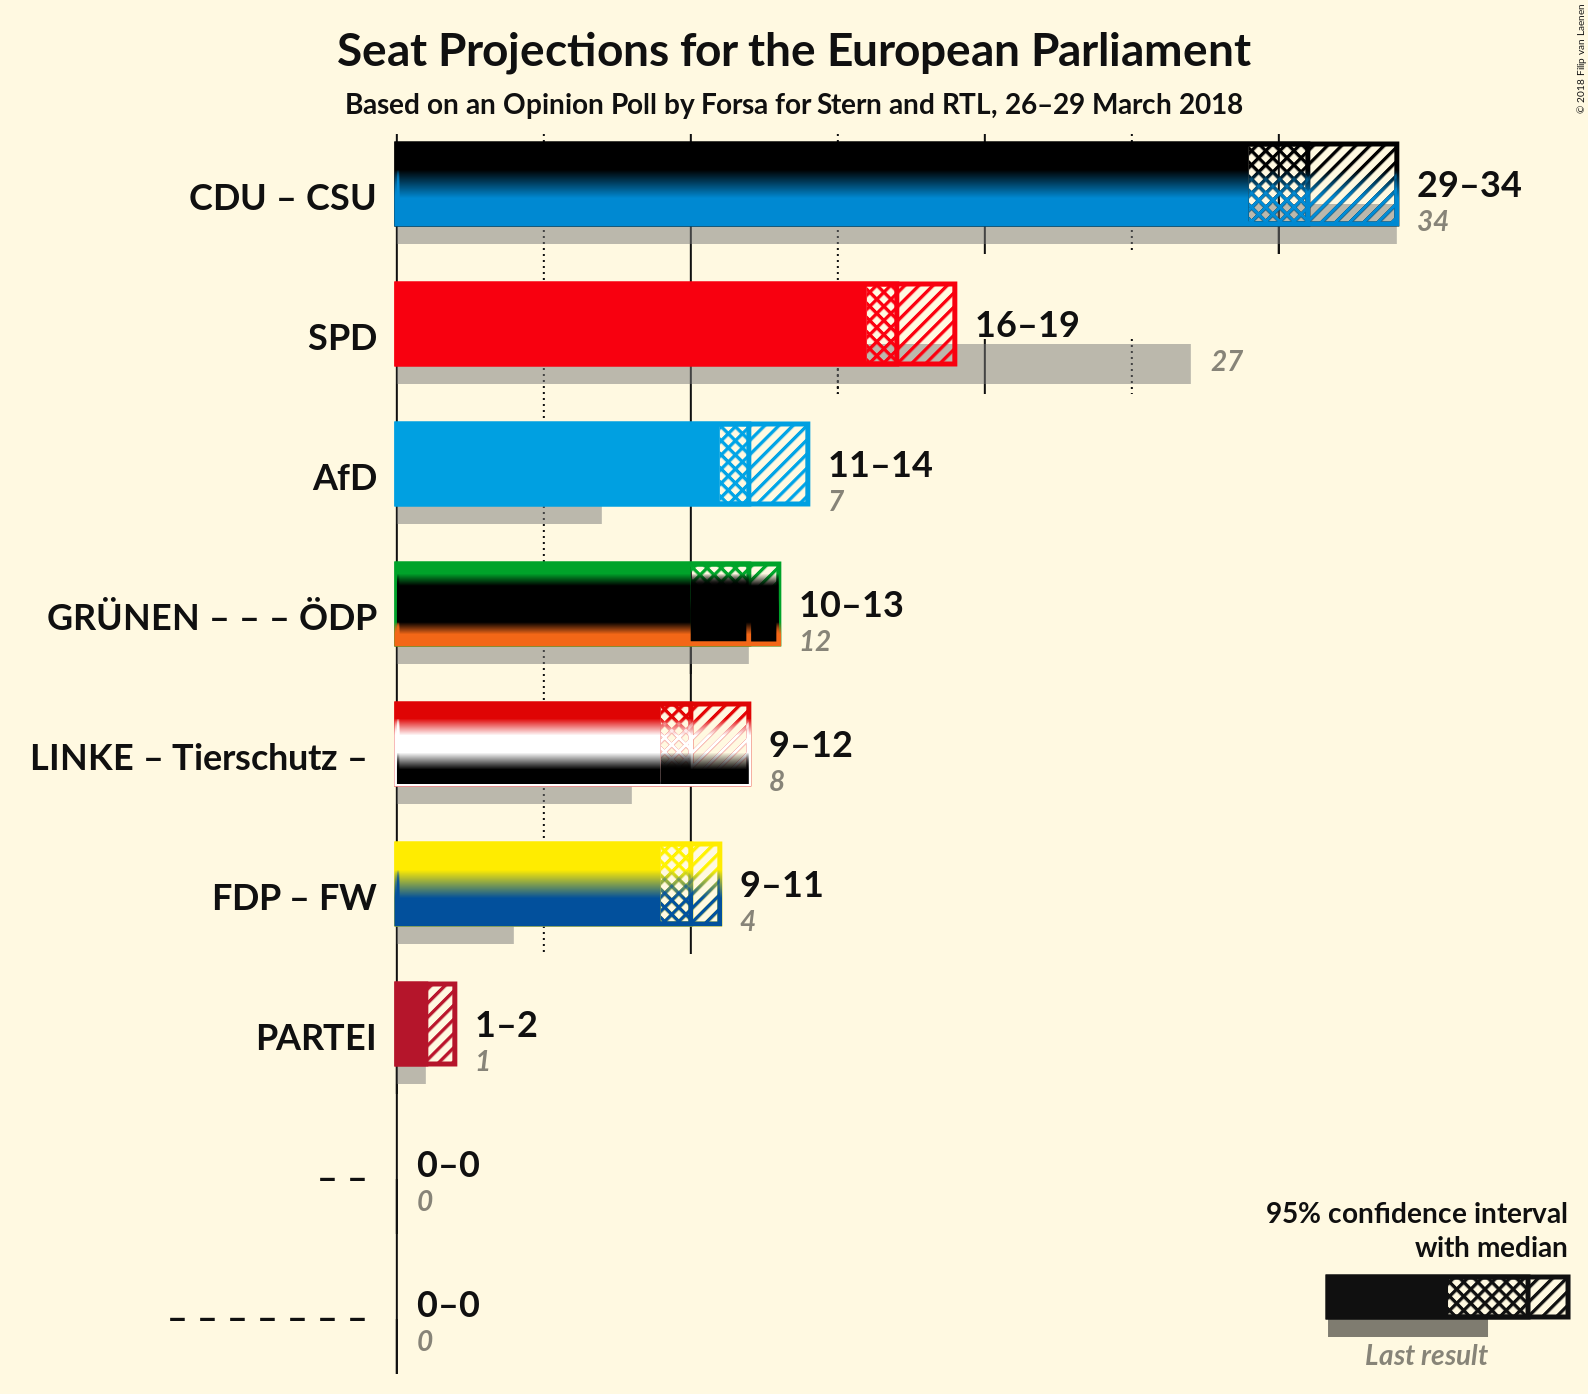 Seat Projections for the European Parliament
Based on an Opinion Poll by Forsa for Stern and RTL, 26–29 March 2018
© 2018 Filip van Laenen
CDU – CSU
29–34
34
SPD
16–19
27
AfD
11–14
7
GRÜNEN – – – ÖDP
10–13
12
LINKE – Tierschutz –
9–12
8
FDP – FW
9–11
4
PARTEI
1–2
1
– –
0–0
0
– – – – – – –
0–0
0
95% confidence interval
with median
Last result